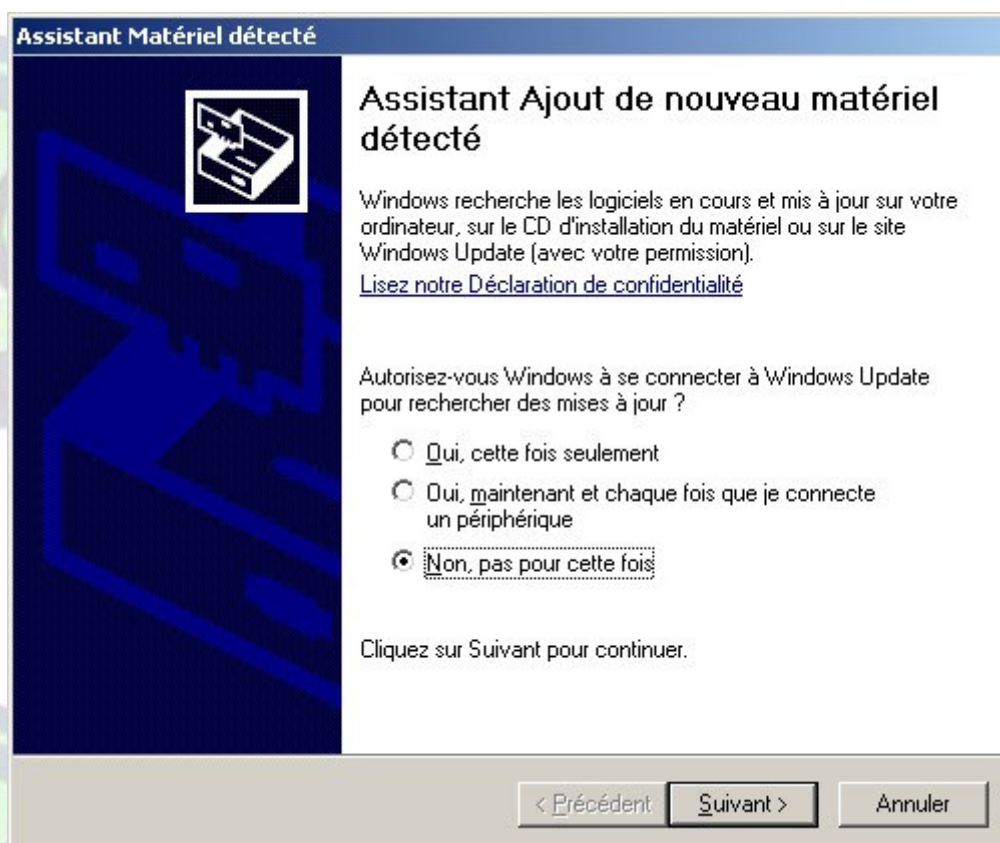 Assistant Matériel détecté
Assistant Ajout de nouveau matériel
détecté
Windows recherche les logiciels en cours et mis à jour sur votre
ordinateur, sur le CD d'installation du matériel ou sur le site
Windows Update (avec votre permission).
Lisez notre Déclaration de confidentialité
Autorisez-vous Windows à se connecter à Windows Update
pour rechercher des mises à jour ?
Oui, cette fois seulement
Oui, maintenant et chaque fois que je connecte
un périphérique
Non, pas pour cette fois
Cliquez sur Suivant pour continuer.
< Précédent Suivant > Annuler